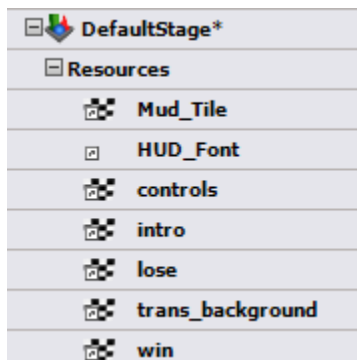 DefaultStage*
Resources
Mud_Tile
HUD_Font
controls
intro
lose
trans_background
win